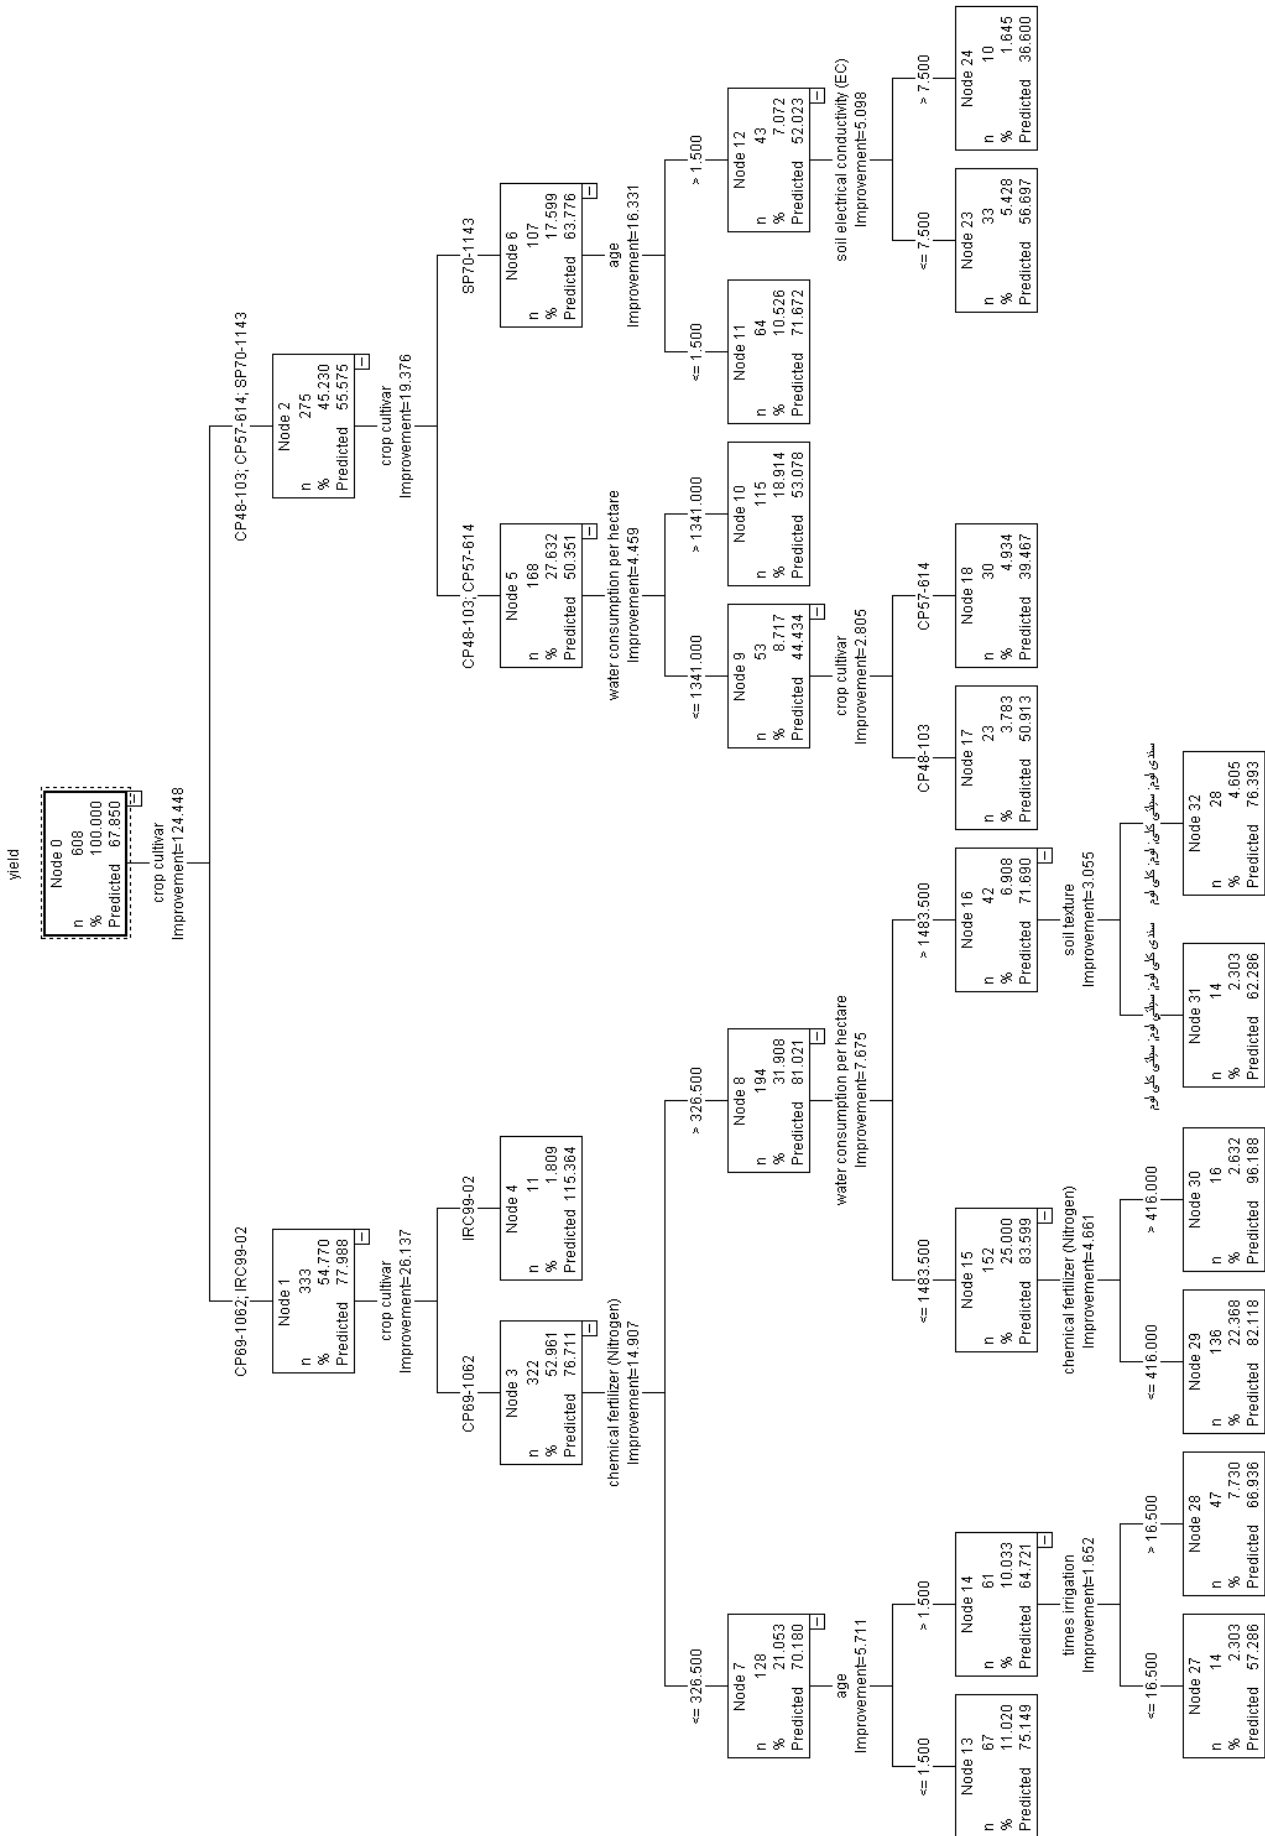 yield
Node 0
n 608
% 100.000
Predicted 67.850
crop cultivar
Improvement=124.448
CP69-1062; IRC99-02
CP48-103; CP57-614; SP70-1143
Node 1
n 333
% 54.770
Predicted 77.988
crop cultivar
Improvement=26.137
Node 2
n 275
% 45.230
Predicted 55.575
crop cultivar
Improvement=19.376
CP69-1062
IRC99-02
CP48-103; CP57-614
SP70-1143
Node 3
n 322
% 52.961
Predicted 76.711
chemical fertilizer (Nitrogen)
Improvement=14.907
Node 4
n 11
% 1.809
Predicted 115.364
Node 5
n 168
% 27.632
Predicted 50.351
water consumption per hectare
Improvement=4.459
Node 6
n 107
% 17.599
Predicted 63.776
age
Improvement=16.331
<= 326.500
> 326.500
<= 1341.000
> 1341.000
<= 1.500
> 1.500
Node 7
n 128
% 21.053
Predicted 70.180
age
Improvement=5.711
Node 8
n 194
% 31.908
Predicted 81.021
water consumption per hectare
Improvement=7.675
Node 9
n 53
% 8.717
Predicted 44.434
crop cultivar
Improvement=2.805
Node 10
n 115
% 18.914
Predicted 53.078
Node 11
n 64
% 10.526
Predicted 71.672
Node 12
n 43
% 7.072
Predicted 52.023
soil electrical conductivity (EC)
Improvement=5.098
<= 1.500
> 1.500
<= 1483.500
> 1483.500
CP48-103
CP57-614
<= 7.500
> 7.500
Node 13
n 67
% 11.020
Predicted 75.149
Node 14
n 61
% 10.033
Predicted 64.721
times irrigation
Improvement=1.652
Node 15
n 152
% 25.000
Predicted 83.599
chemical fertilizer (Nitrogen)
Improvement=4.661
Node 16
n 42
% 6.908
Predicted 71.690
soil texture
Improvement=3.055
Node 17
n 23
% 3.783
Predicted 50.913
Node 18
n 30
% 4.934
Predicted 39.467
Node 23
n 33
% 5.428
Predicted 56.697
Node 24
n 10
% 1.645
Predicted 36.600
<= 16.500
> 16.500
<= 416.000
> 416.000
سندی کلی لوم; سیلتی لوم; سیلتی کلی لوم
سندی لوم; سیلتی کلی; لوم; کلی لوم
Node 27
n 14
% 2.303
Predicted 57.286
Node 28
n 47
% 7.730
Predicted 66.936
Node 29
n 136
% 22.368
Predicted 82.118
Node 30
n 16
% 2.632
Predicted 96.188
Node 31
n 14
% 2.303
Predicted 62.286
Node 32
n 28
% 4.605
Predicted 76.393